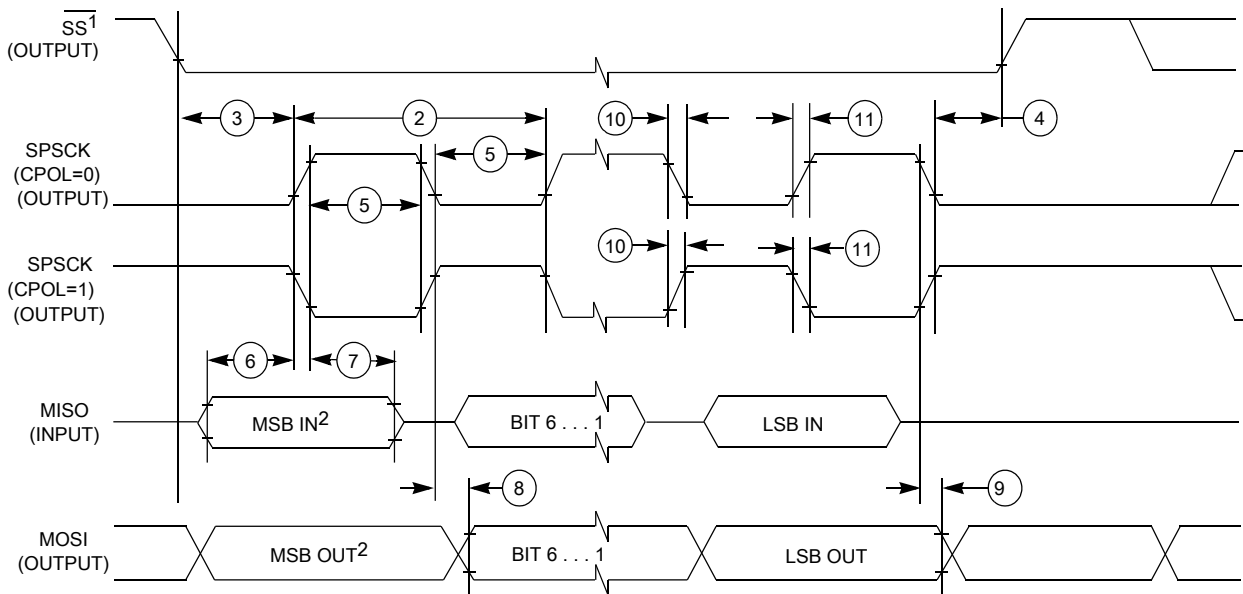 SS1
(OUTPUT)
3
2
10
11
4
SPSCK
(CPOL=0)
(OUTPUT)
5
5
SPSCK
(CPOL=1)
(OUTPUT)
10
11
6
7
MISO
(INPUT)
MSB IN2
BIT 6 . . . 1
LSB IN
8
9
MOSI
(OUTPUT)
MSB OUT2
BIT 6 . . . 1
LSB OUT